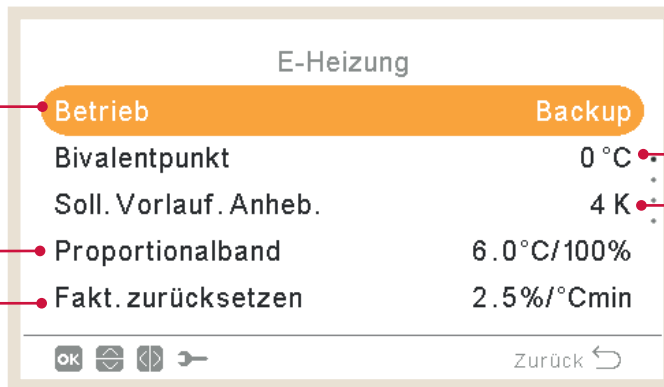 E-Heizung
Betrieb Backup
Bivalentpunkt 0 °C
Soll. Vorlauf. Anheb. 4 K
Proportionalband 6.0°C/100%
Fakt. zurücksetzen 2.5%/°Cmin
OK Zurück